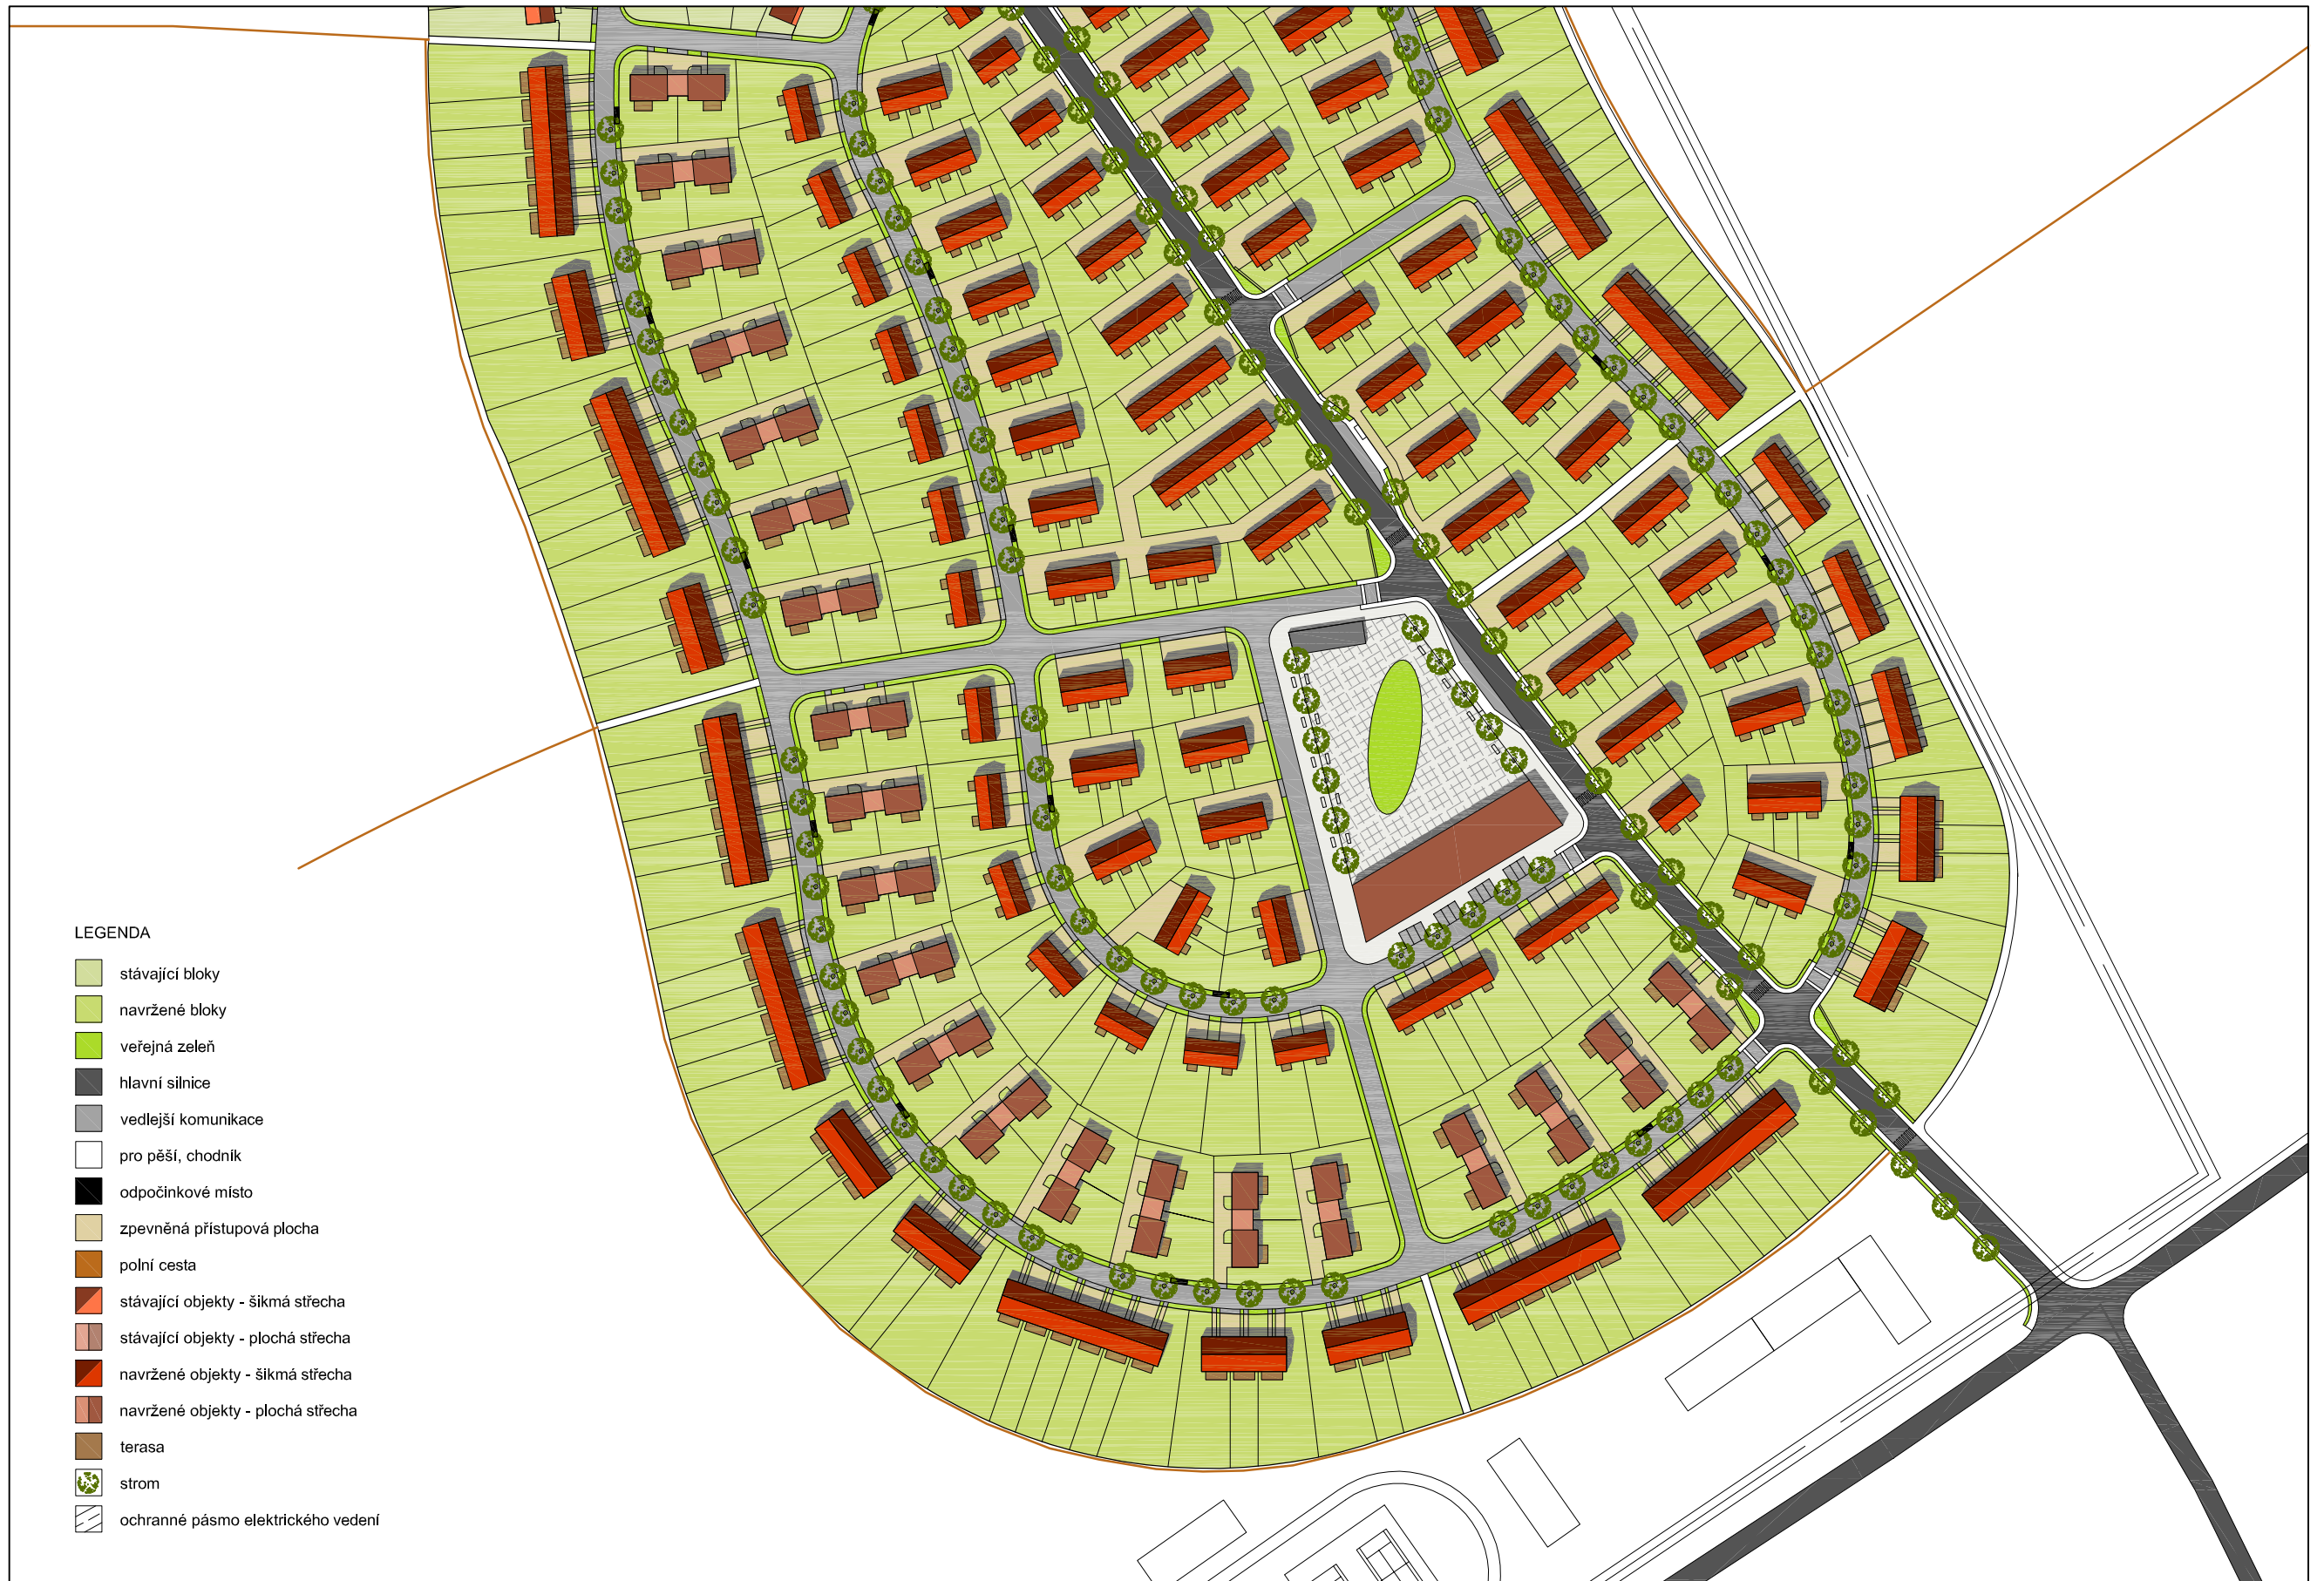 LEGENDA
stávající bloky
navržené bloky
veřejná zeleň
hlavní silnice
vedlejší komunikace
pro pěší, chodník
odpočinkové místo
zpevněná přístupová plocha
polní cesta
stávající objekty - šikmá střecha
stávající objekty - plochá střecha
navržené objekty - šikmá střecha
navržené objekty - plochá střecha
terasa
strom
ochranné pásmo elektrického vedení